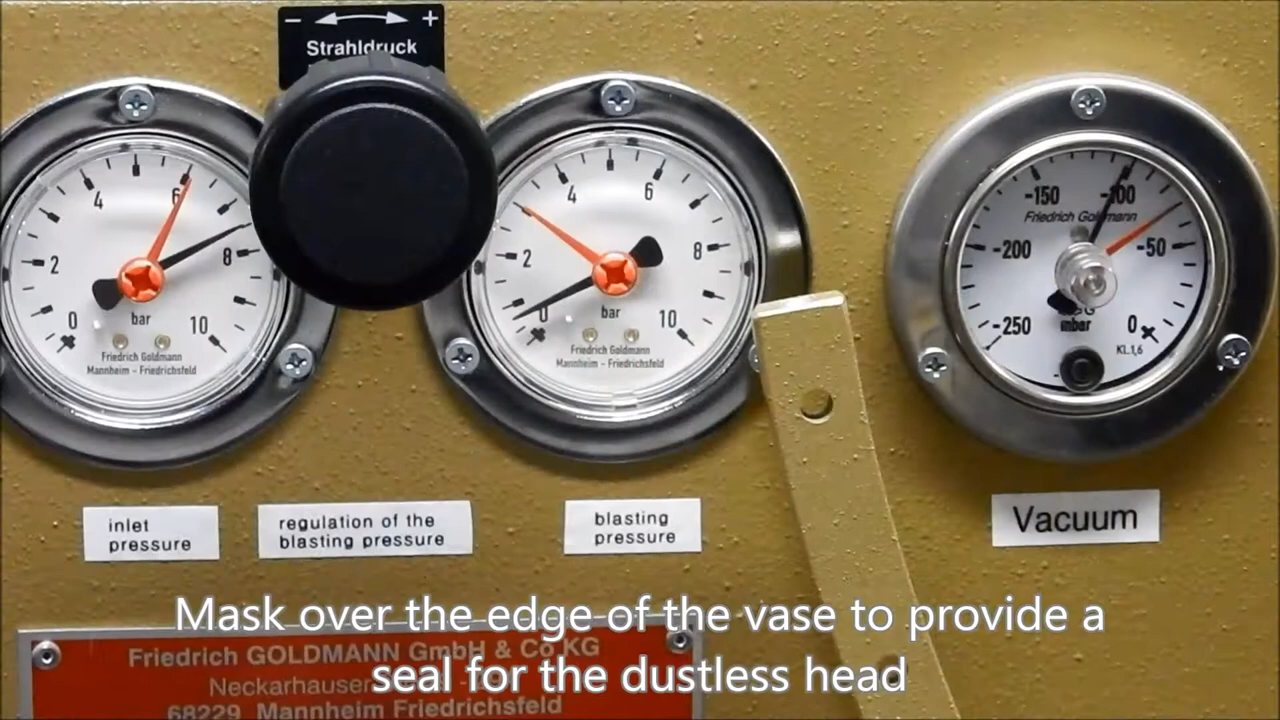 − +
Strahldruck
4 6
2 8
0 10
bar
Friedrich Goldmann
Mannheim – Friedrichsfeld
4 6
2 8
0 10
bar
Friedrich Goldmann
Mannheim – Friedrichsfeld
-150 -100
Friedrich Goldmann
-200 -50
-250 mbar 0
KL.1,6
inlet
pressure
regulation of the
blasting pressure
blasting
pressure
Vacuum
Mask over the edge of the vase to provide a
seal for the dustless head
Friedrich GOLDMANN GmbH & Co KG
68229 Mannheim Friedrichsfeld